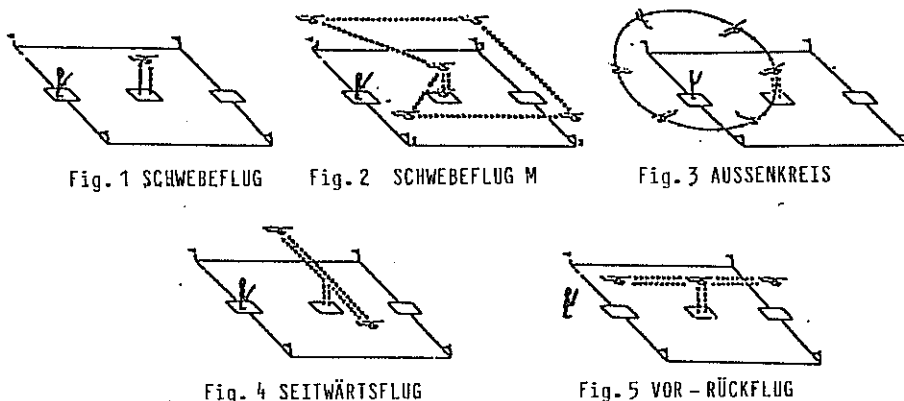 Fig. 1 SCHWEBEFLUG
Fig. 2 SCHWEBEFLUG M
Fig. 3 AUSSENKREIS
Fig. 4 SEITWÄRTSFLUG
Fig. 5 VOR – RÜCKFLUG